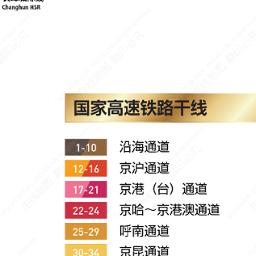 Changhun HSR
国家高速铁路干线
1-10 沿海通道
12-16 京沪通道
17-21 京港（台）通道
22-24 京哈～京港澳通道
25-29 呼南通道
30-34 京昆通道